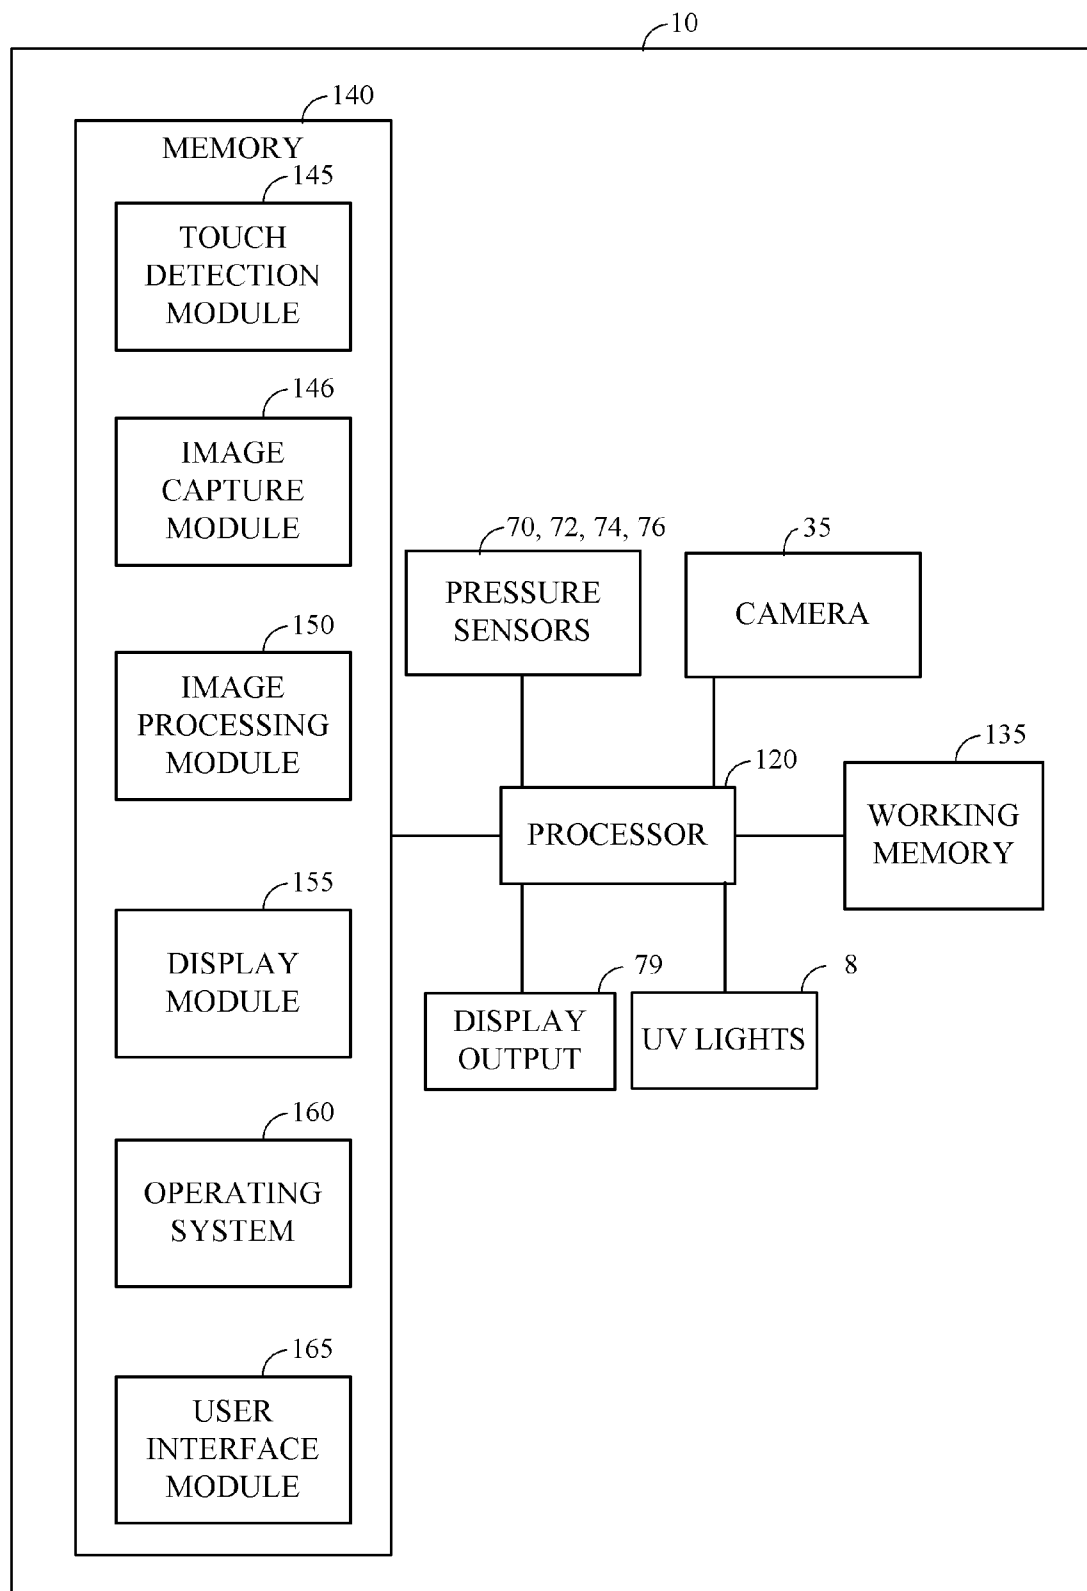 10
140
MEMORY
145
TOUCH
DETECTION
MODULE
146
IMAGE
CAPTURE
MODULE
150
IMAGE
PROCESSING
MODULE
155
DISPLAY
MODULE
160
OPERATING
SYSTEM
165
USER
INTERFACE
MODULE
70, 72, 74, 76
PRESSURE
SENSORS
35
CAMERA
120
PROCESSOR
135
WORKING
MEMORY
79
DISPLAY
OUTPUT
8
UV LIGHTS